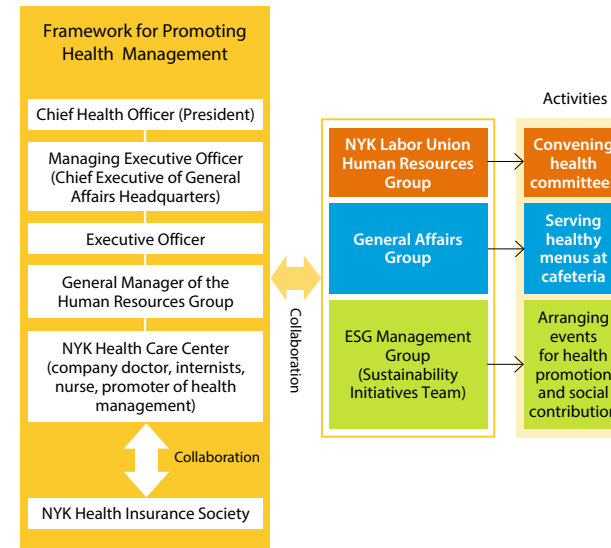 Framework for Promoting
Health Management
Chief Health Officer (President)
Managing Executive Officer
(Chief Executive of General
Affairs Headquarters)
Executive Officer
General Manager of the
Human Resources Group
NYK Health Care Center
(company doctor, internists,
nurse, promoter of health
management)
Collaboration
NYK Health Insurance Society
Collaboration
NYK Labor Union
Human Resources
Group
General Affairs
Group
ESG Management
Group
(Sustainability
Initiatives Team)
Activities
Convening
health
committees
Serving
healthy
menus at
cafeteria
Arranging
events
for health
promotion
and social
contribution